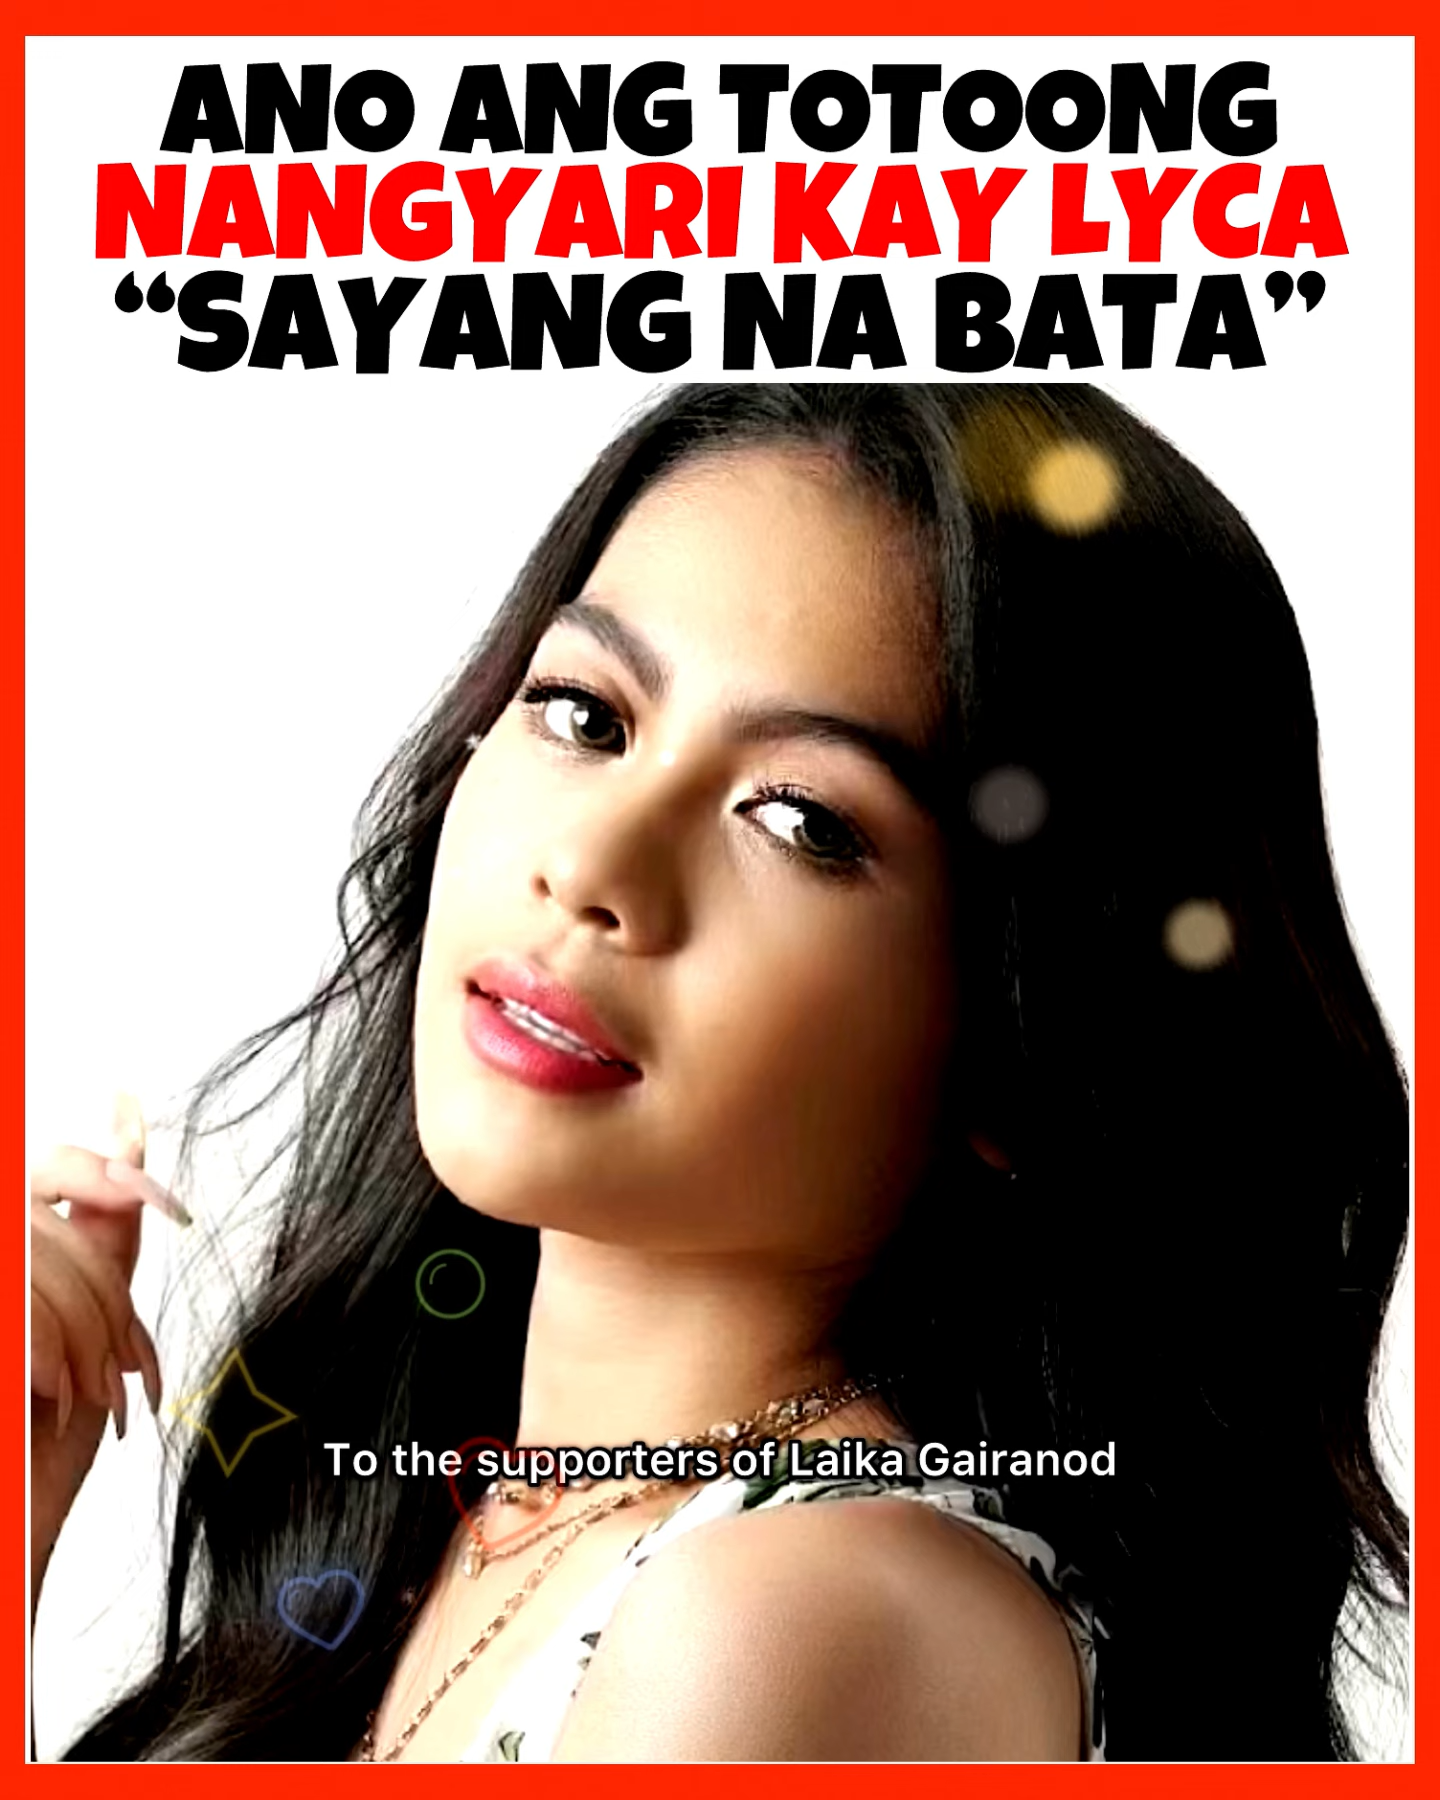 ANO ANG TOTOONG
NANGYARI KAY LYCA
“SAYANG NA BATA”
To the supporters of Laika Gairanod